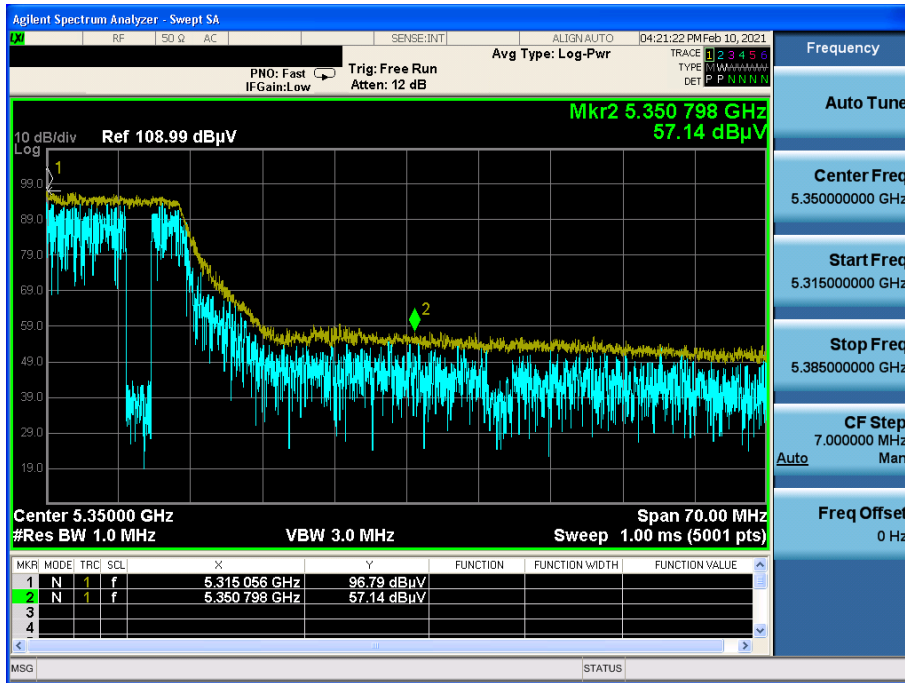 Agilent Spectrum Analyzer - Swept SA
LXI RF 50 Ω AC SENSE:INT ALIGN AUTO 04:21:22 PM Feb 10, 2021
PNO: Fast Trig: Free Run Avg Type: Log-Pwr TRACE 1 2 3 4 5 6
IFGain:Low Atten: 12 dB TYPE M W W W W W
DET P P N N N N
Frequency
Auto Tune
Center Freq
5.350000000 GHz
Start Freq
5.315000000 GHz
Stop Freq
5.385000000 GHz
CF Step
7.000000 MHz
Auto Man
Freq Offset
0 Hz
Mkr2 5.350 798 GHz
57.14 dBµV
10 dB/div Ref 108.99 dBµV
Log
1
99.0
89.0
79.0
69.0
2
59.0
49.0
39.0
29.0
19.0
Center 5.35000 GHz Span 70.00 MHz
#Res BW 1.0 MHz VBW 3.0 MHz Sweep 1.00 ms (5001 pts)
MKR MODE TRC SCL X Y FUNCTION FUNCTION WIDTH FUNCTION VALUE
1 N 1 f 5.315 056 GHz 96.79 dBµV
2 N 1 f 5.350 798 GHz 57.14 dBµV
3
4
MSG STATUS